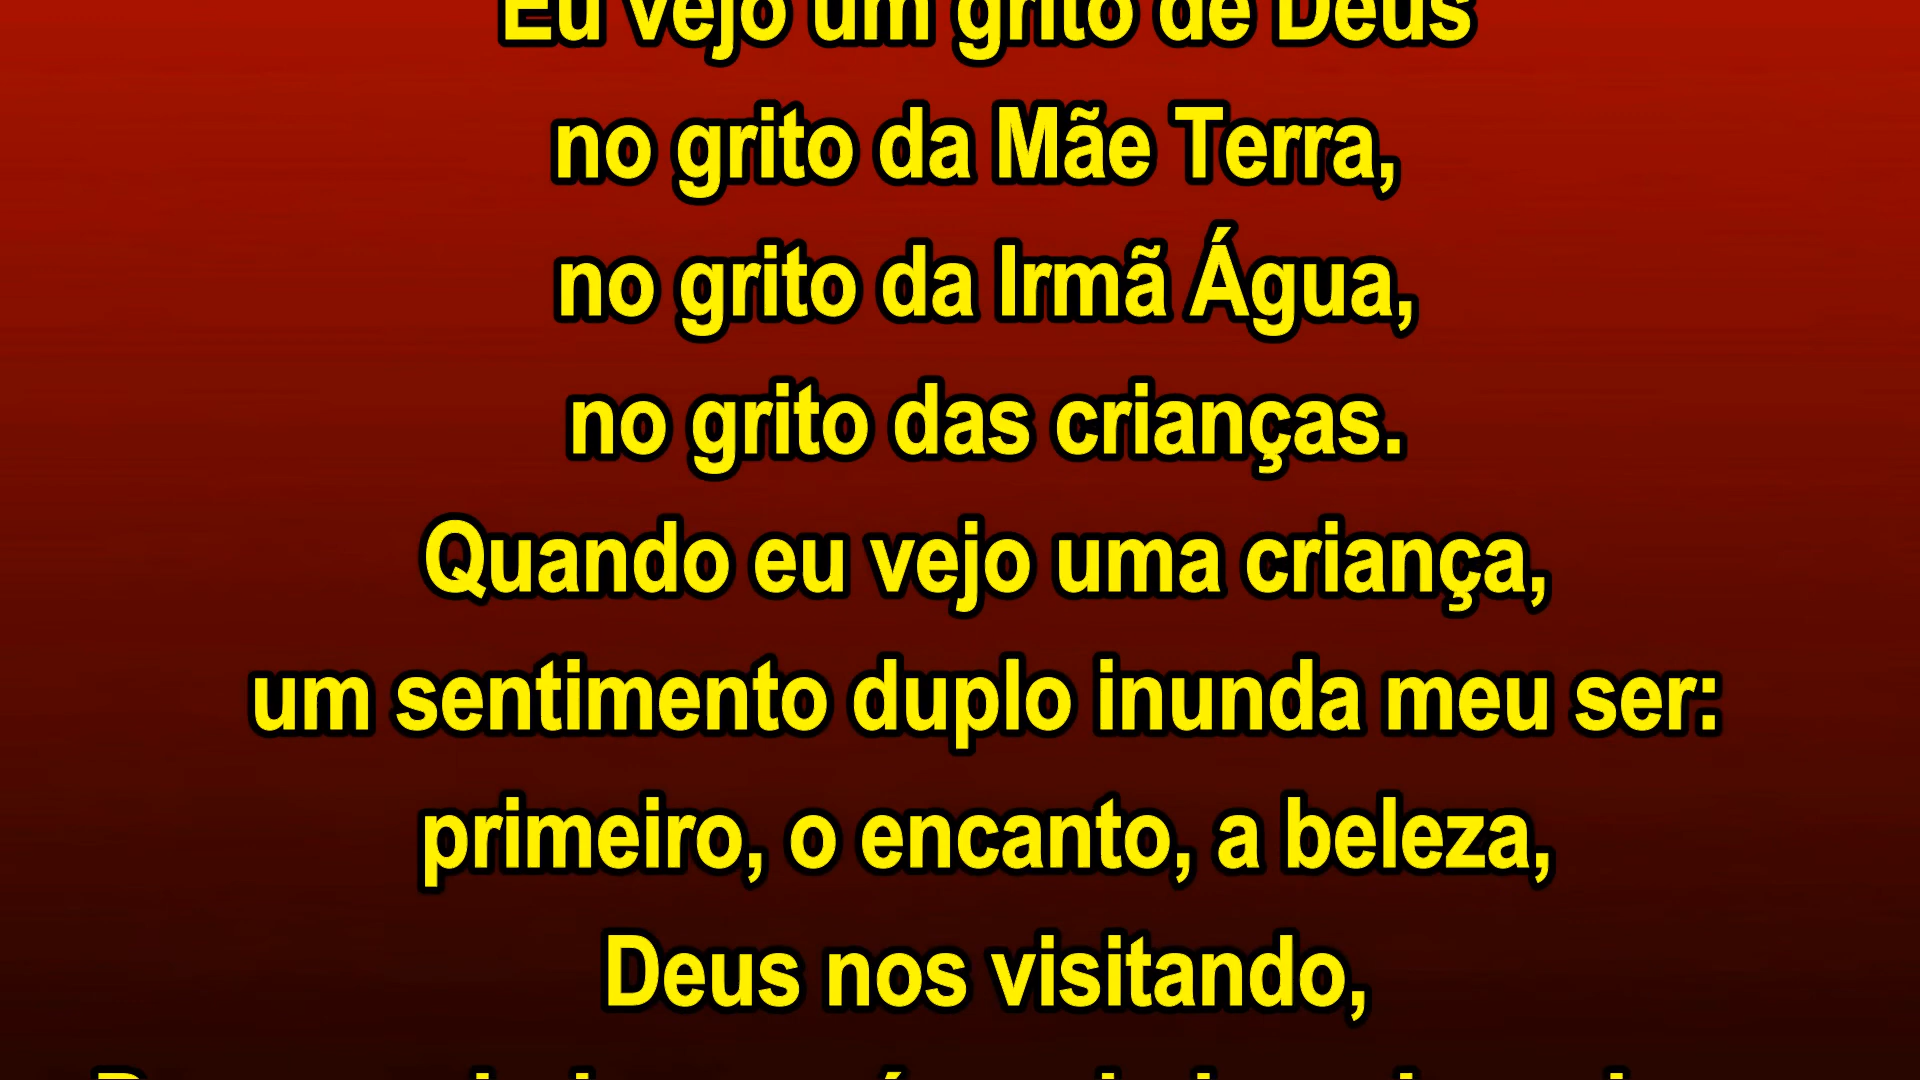 Eu vejo um grito de Deus
no grito da Mãe Terra,
no grito da Irmã Água,
no grito das crianças.
Quando eu vejo uma criança,
um sentimento duplo inunda meu ser:
primeiro, o encanto, a beleza,
Deus nos visitando,